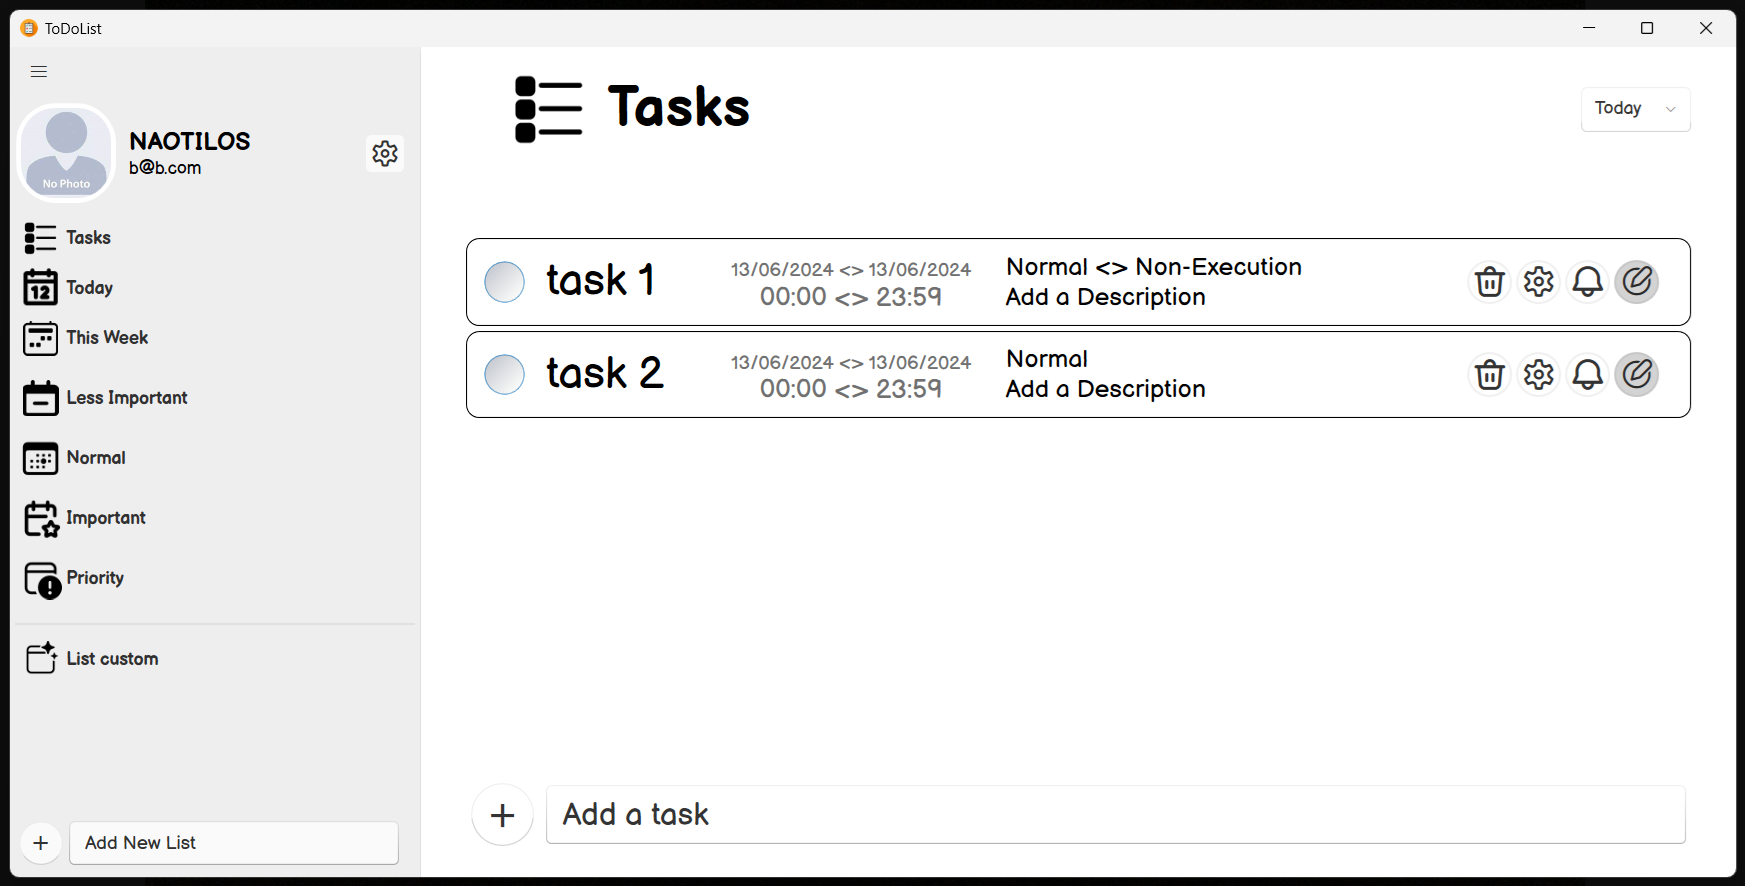 ToDoList
NAOTILOS
b@b.com
No Photo
Tasks
12
Today
This Week
Less Important
Normal
Important
Priority
List custom
Add New List
Tasks
Today
task 1
13/06/2024 <> 13/06/2024
00:00 <> 23:59
Normal <> Non-Execution
Add a Description
task 2
13/06/2024 <> 13/06/2024
00:00 <> 23:59
Normal
Add a Description
Add a task